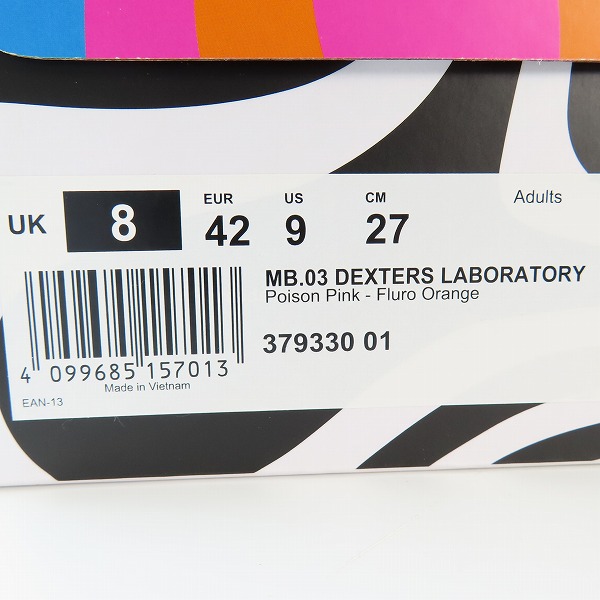 EUR US CM Adults
UK 8 42 9 27
MB.03 DEXTERS LABORATORY
Poison Pink - Fluro Orange
379330 01
4 099685 157013
Made in Vietnam
EAN-13